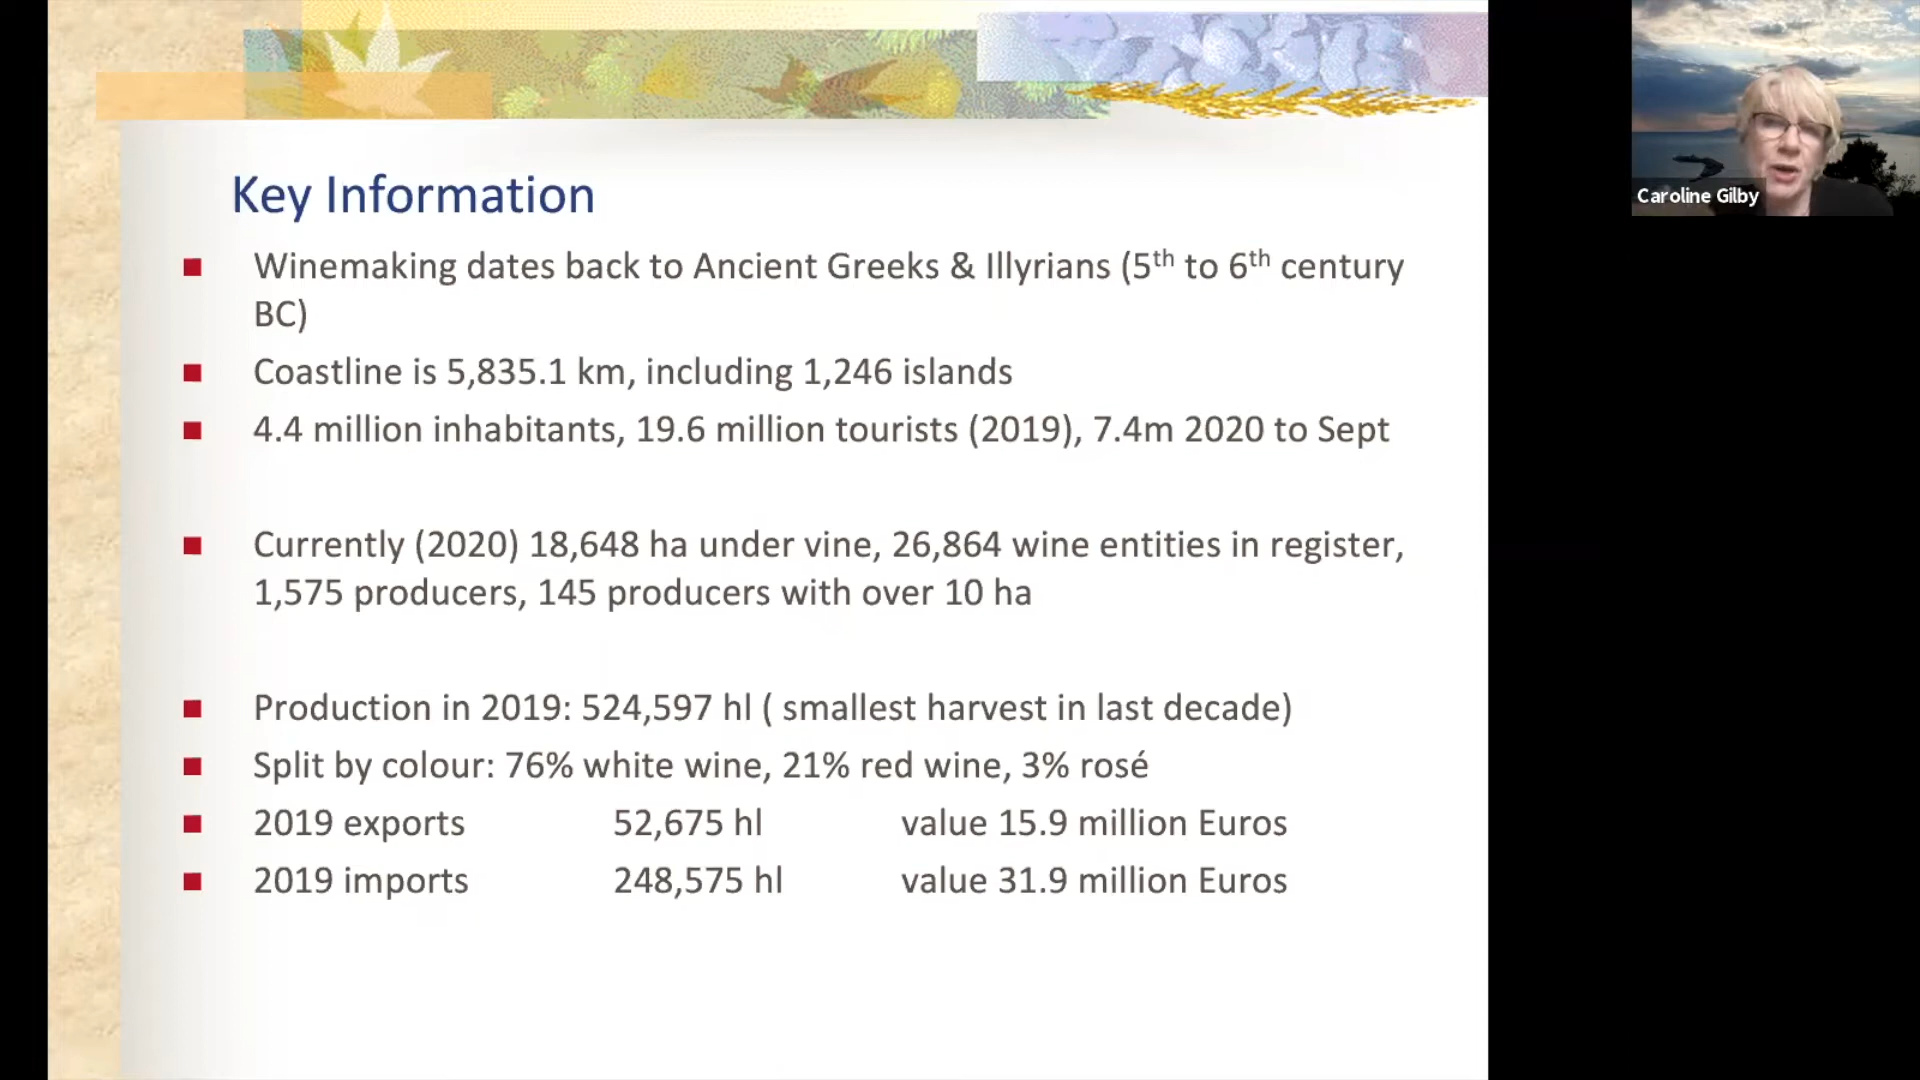 Key Information
Winemaking dates back to Ancient Greeks & Illyrians (5th to 6th century
BC)
Coastline is 5,835.1 km, including 1,246 islands
4.4 million inhabitants, 19.6 million tourists (2019), 7.4m 2020 to Sept
Currently (2020) 18,648 ha under vine, 26,864 wine entities in register,
1,575 producers, 145 producers with over 10 ha
Production in 2019: 524,597 hl ( smallest harvest in last decade)
Split by colour: 76% white wine, 21% red wine, 3% rosé
2019 exports 52,675 hl value 15.9 million Euros
2019 imports 248,575 hl value 31.9 million Euros
Caroline Gilby